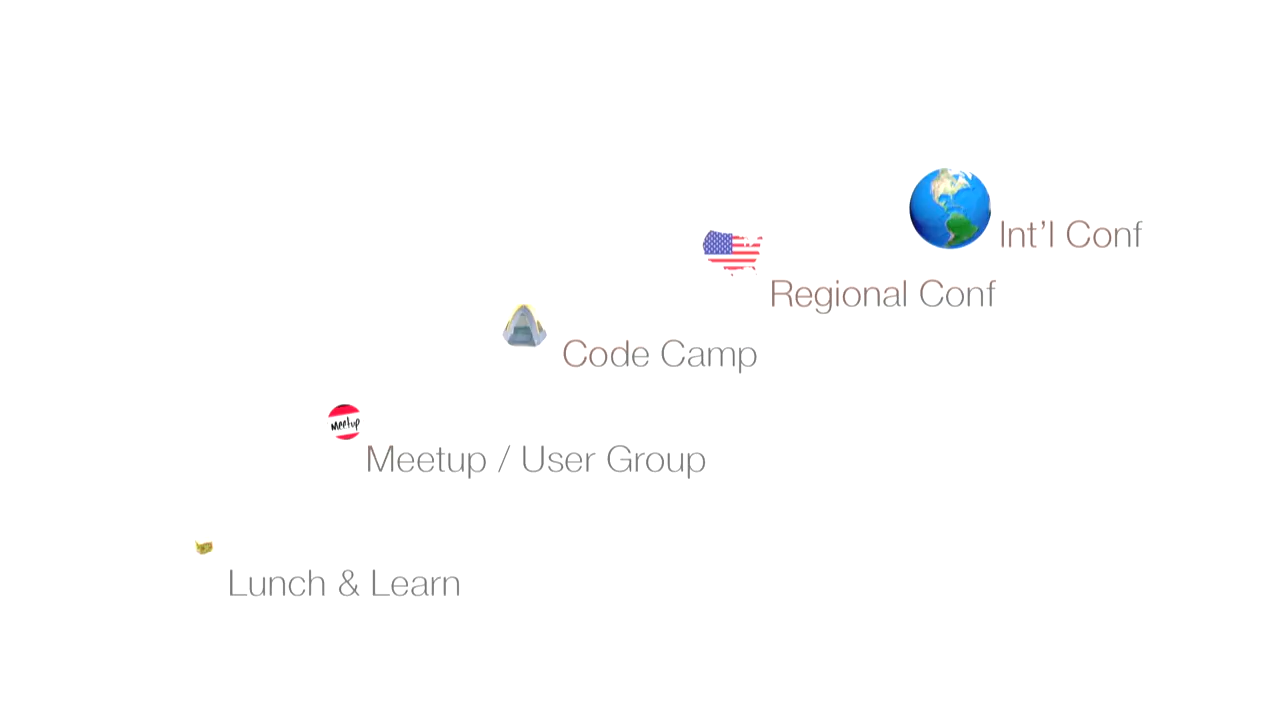 Int'l Conf
Regional Conf
Code Camp
Meetup
Meetup / User Group
Lunch & Learn